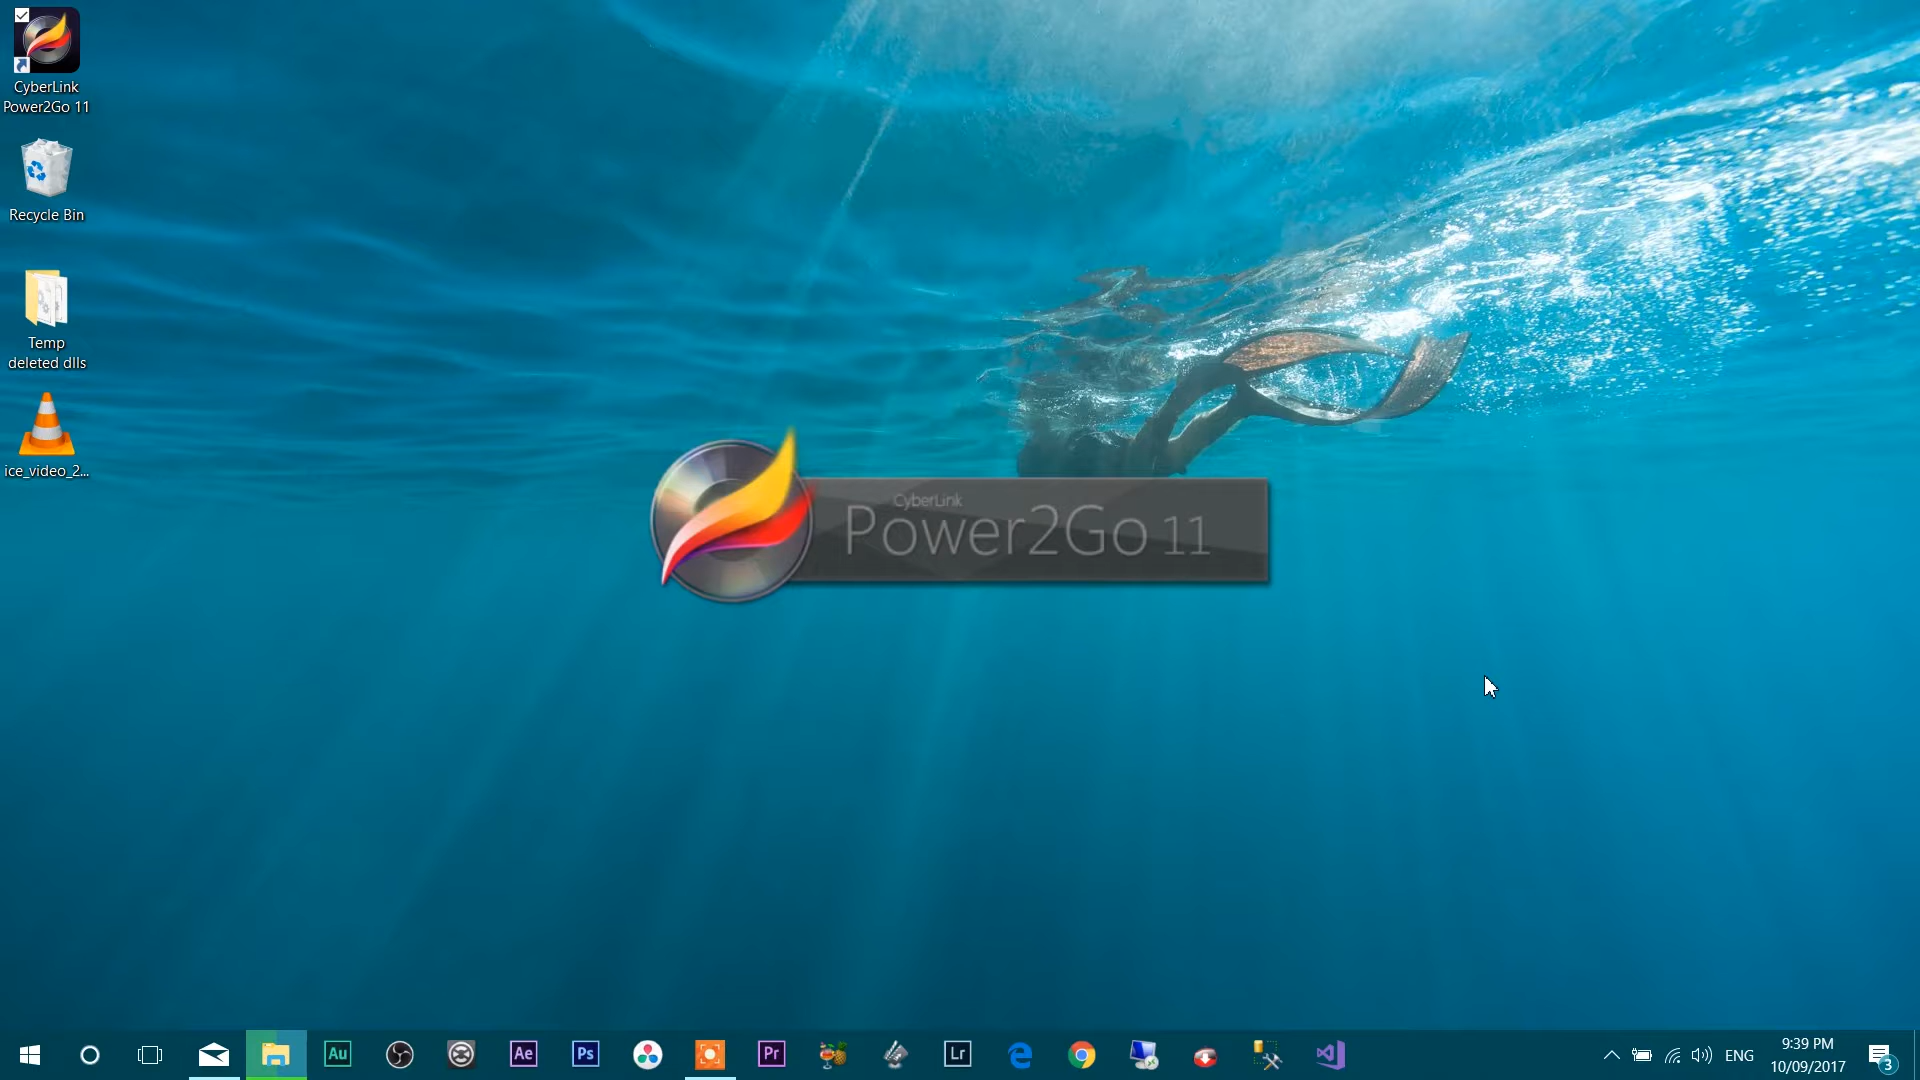 CyberLink
Power2Go 11
Recycle Bin
Temp
deleted dlls
ice_video_2...
CyberLink
Power2Go 11
Au
Ae
Ps
Pr
Lr
ENG
9:39 PM
10/09/2017
3